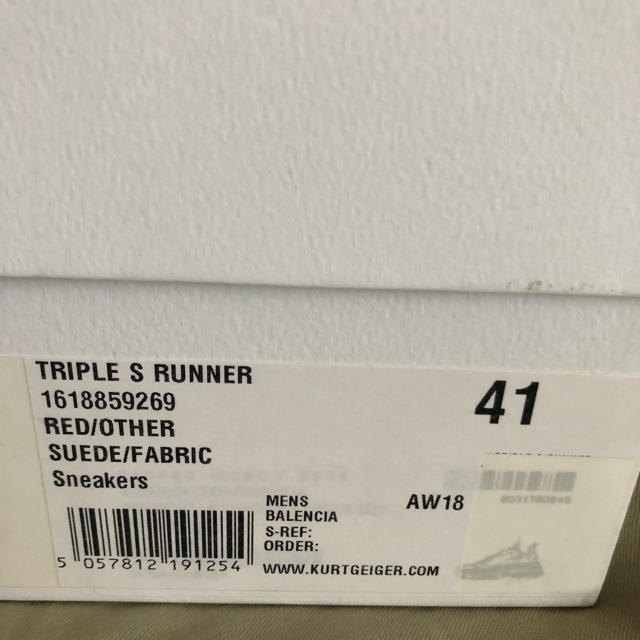 TRIPLE S RUNNER
41
1618859269
RED/OTHER
SUEDE/FABRIC
Sneakers
MENS AW18
BALENCIA
S-REF:
ORDER:
5 057812 191254
WWW.KURTGEIGER.COM